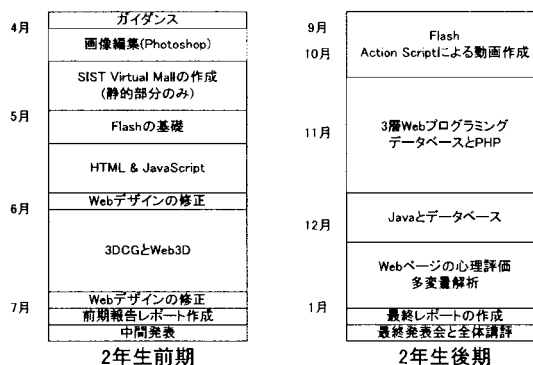 4月
ガイダンス
画像編集(Photoshop)
SIST Virtual Mallの作成
(静的部分のみ)
5月
Flashの基礎
HTML & JavaScript
Webデザインの修正
6月
3DCGとWeb3D
Webデザインの修正
7月
前期報告レポート作成
中間発表
2年生前期
9月
10月
Flash
Action Scriptによる動画作成
11月
3層Webプログラミング
データベースとPHP
12月
Javaとデータベース
Webページの心理評価
多変量解析
1月
最終レポートの作成
最終発表会と全体講評
2年生後期